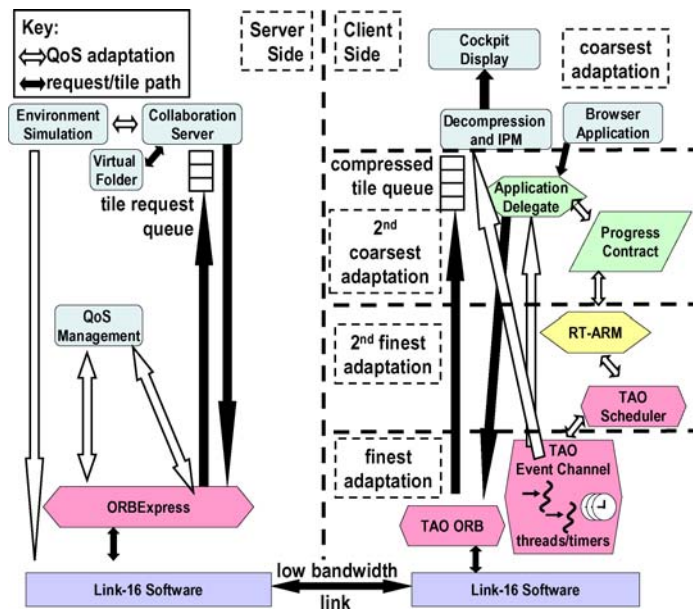 Key:
QoS adaptation
request/tile path
Server
Side
Client
Side
Cockpit
Display
coarsest
adaptation
Environment
Simulation
Collaboration
Server
Decompression
and IPM
Browser
Application
Virtual
Folder
tile request
queue
compressed
tile queue
Application
Delegate
2nd
coarsest
adaptation
Progress
Contract
QoS
Management
2nd finest
adaptation
RT-ARM
TAO
Scheduler
finest
adaptation
TAO
Event Channel
threads/timers
ORBExpress
TAO ORB
Link-16 Software
low bandwidth
link
Link-16 Software